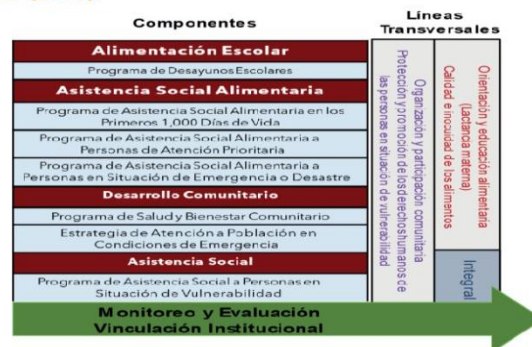 Componentes
Líneas
Transversales
Alimentación Escolar
Programa de Desayunos Escolares
Asistencia Social Alimentaria
Programa de Asistencia Social Alimentaria en los
Primeros 1,000 Días de Vida
Programa de Asistencia Social Alimentaria a
Personas de Atención Prioritaria
Programa de Asistencia Social Alimentaria a
Personas en Situación de Emergencia o Desastre
Desarrollo Comunitario
Programa de Salud y Bienestar Comunitario
Estrategia de Atención a Población en
Condiciones de Emergencia
Asistencia Social
Programa de Asistencia Social a Personas en
Situación de Vulnerabilidad
Organización y participación comunitaria
Protección y promoción de los derechos humanos de
las personas en situación de vulnerabilidad
Orientación y educación alimentaria
(Lactancia materna)
Calidad e inocuidad de los alimentos
Integral
Monitoreo y Evaluación
Vinculación Institucional